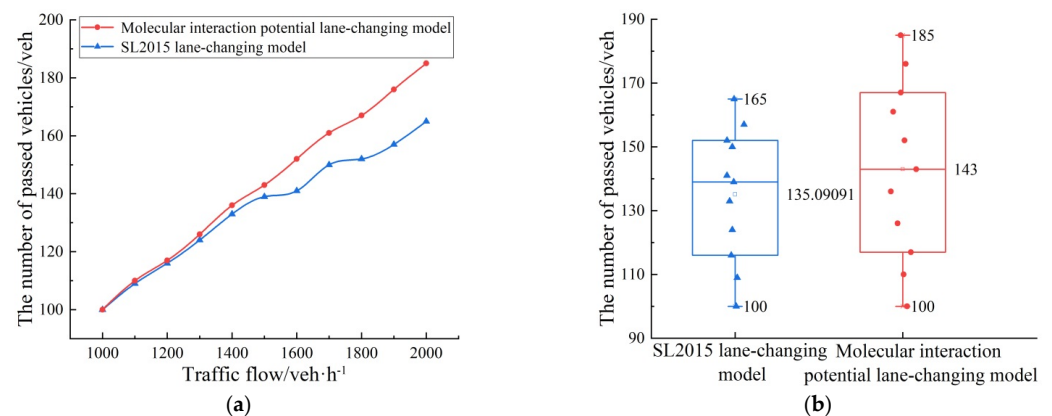 The number of passed vehicles/veh
200
180
160
140
120
100
Molecular interaction potential lane-changing model
SL2015 lane-changing model
1000 1200 1400 1600 1800 2000
Traffic flow/veh·h⁻¹
(a)
The number of passed vehicles/veh
190
170
150
130
110
90
165
135.09091
100
185
143
100
SL2015 lane-changing
model
Molecular interaction
potential lane-changing model
(b)